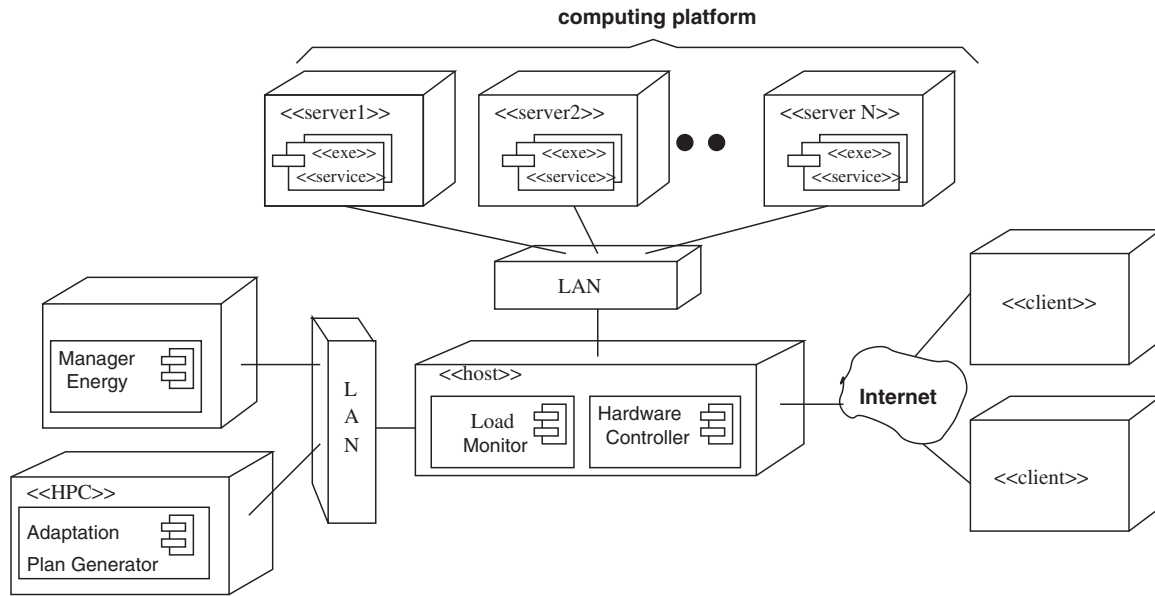 computing platform
<<server1>>
<<exe>>
<<service>>
<<server2>>
<<exe>>
<<service>>
<<server N>>
<<exe>>
<<service>>
LAN
<<client>>
Manager
Energy
LAN
<<host>>
Load
Monitor
Hardware
Controller
Internet
<<client>>
<<HPC>>
Adaptation
Plan Generator